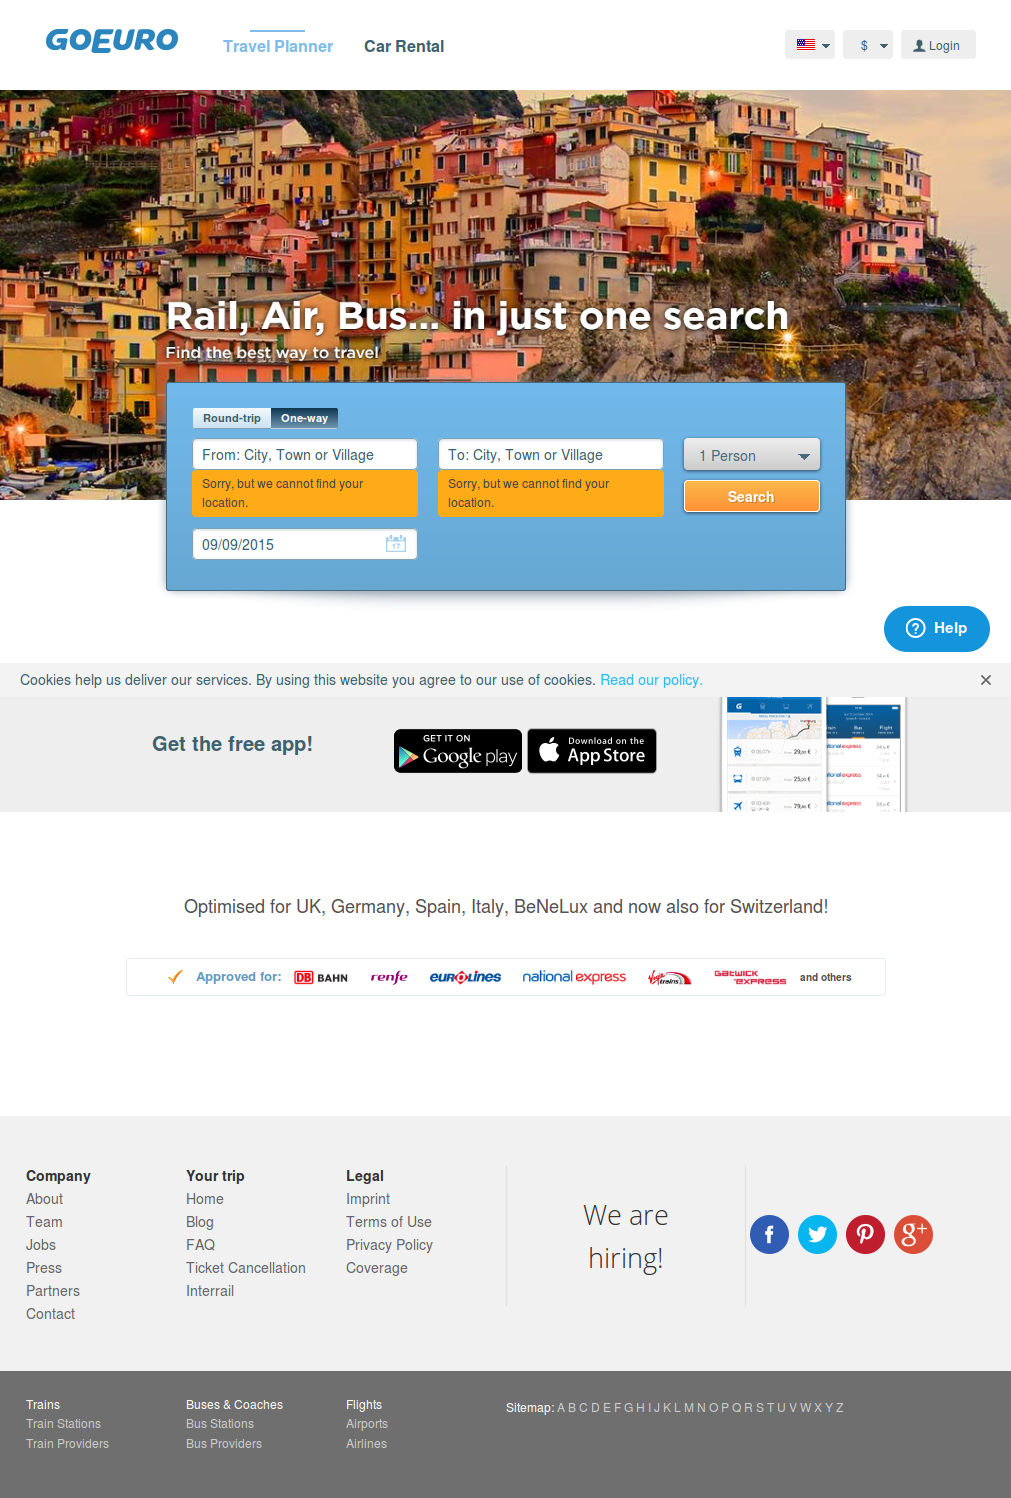 GOEURO
Travel Planner
Car Rental
$
Login
Rail, Air, Bus... in just one search
Find the best way to travel
Round-trip
One-way
From: City, Town or Village
To: City, Town or Village
1 Person
Sorry, but we cannot find your
location.
Sorry, but we cannot find your
location.
Search
09/09/2015
17
Help
Cookies help us deliver our services. By using this website you agree to our use of cookies. Read our policy.
Get the free app!
GET IT ON
Google play
Download on the
App Store
Optimised for UK, Germany, Spain, Italy, BeNeLux and now also for Switzerland!
Approved for:
DB BAHN
renfe
eurolines
national express
Virgin trains
GATWICK EXPRESS
and others
Company
About
Team
Jobs
Press
Partners
Contact
Your trip
Home
Blog
FAQ
Ticket Cancellation
Interrail
Legal
Imprint
Terms of Use
Privacy Policy
Coverage
We are
hiring!
Trains
Train Stations
Train Providers
Buses & Coaches
Bus Stations
Bus Providers
Flights
Airports
Airlines
Sitemap: A B C D E F G H I J K L M N O P Q R S T U V W X Y Z